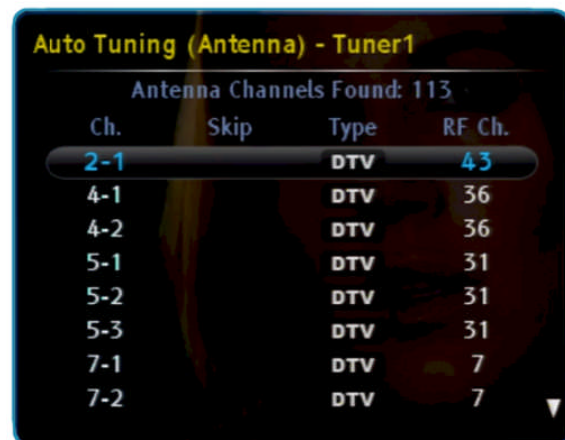 Auto Tuning (Antenna) - Tuner1
Antenna Channels Found: 113
Ch. Skip Type RF Ch.
2-1 DTV 43
4-1 DTV 36
4-2 DTV 36
5-1 DTV 31
5-2 DTV 31
5-3 DTV 31
7-1 DTV 7
7-2 DTV 7